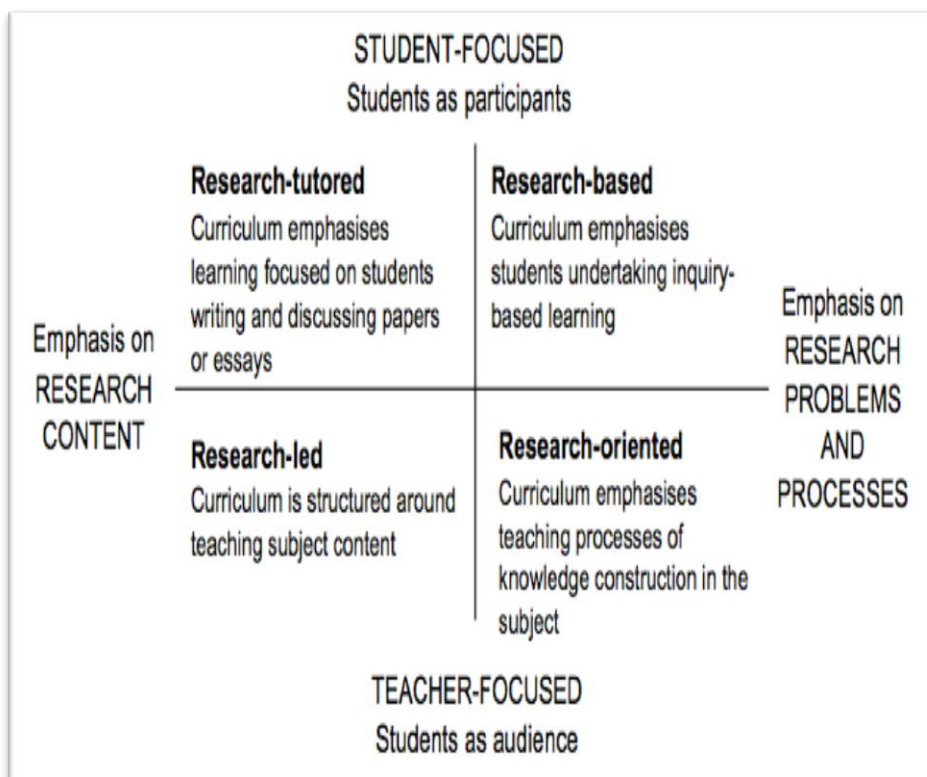 STUDENT-FOCUSED
Students as participants
Research-tutored
Curriculum emphasises
learning focused on students
writing and discussing papers
or essays
Research-based
Curriculum emphasises
students undertaking inquiry-
based learning
Emphasis on
RESEARCH
CONTENT
Emphasis on
RESEARCH
PROBLEMS
AND
PROCESSES
Research-led
Curriculum is structured around
teaching subject content
Research-oriented
Curriculum emphasises
teaching processes of
knowledge construction in the
subject
TEACHER-FOCUSED
Students as audience